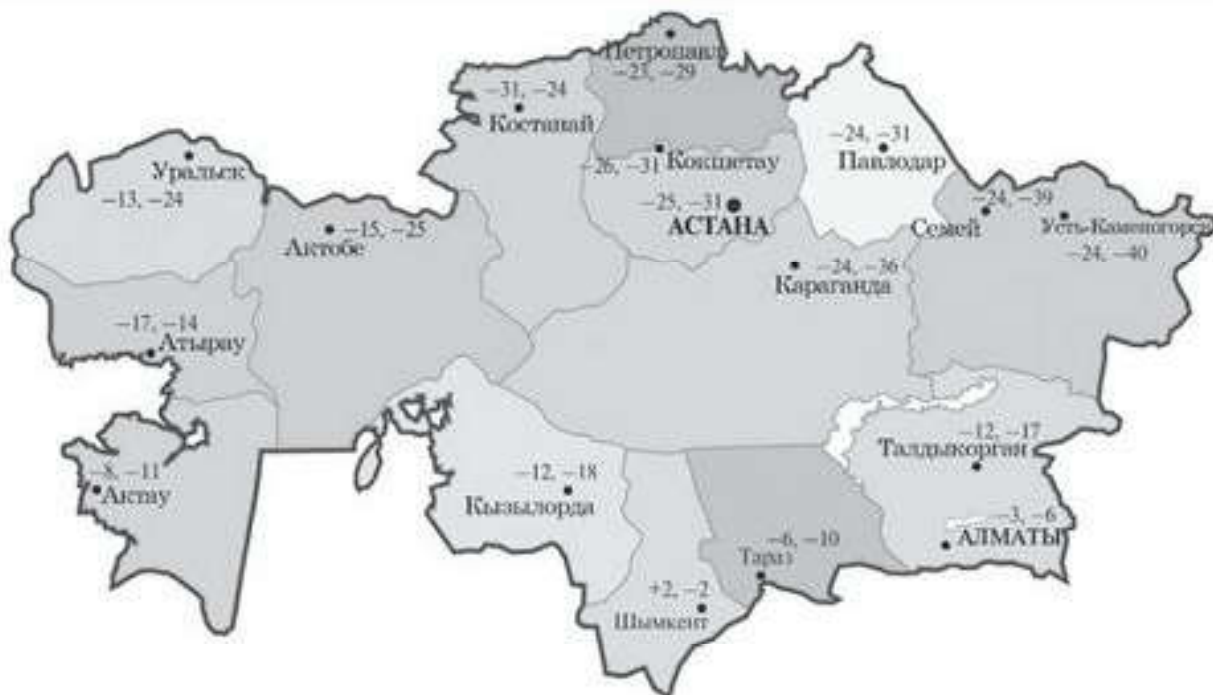 Петропавл
−23, −29
−31, −24
Костанай
−24, −31
Павлодар
Уральск
−13, −24
Кокшетау
−26, −31
−25, −31
АСТАНА
−24, −39
Семей
Усть-Каменогорск
−24, −40
−15, −25
Актобе
−24, −36
Караганда
−17, −14
Атырау
−12, −17
Талдыкорган
−8, −11
Актау
−12, −18
Кызылорда
−3, −6
АЛМАТЫ
−6, −10
Тараз
+2, −2
Шымкент